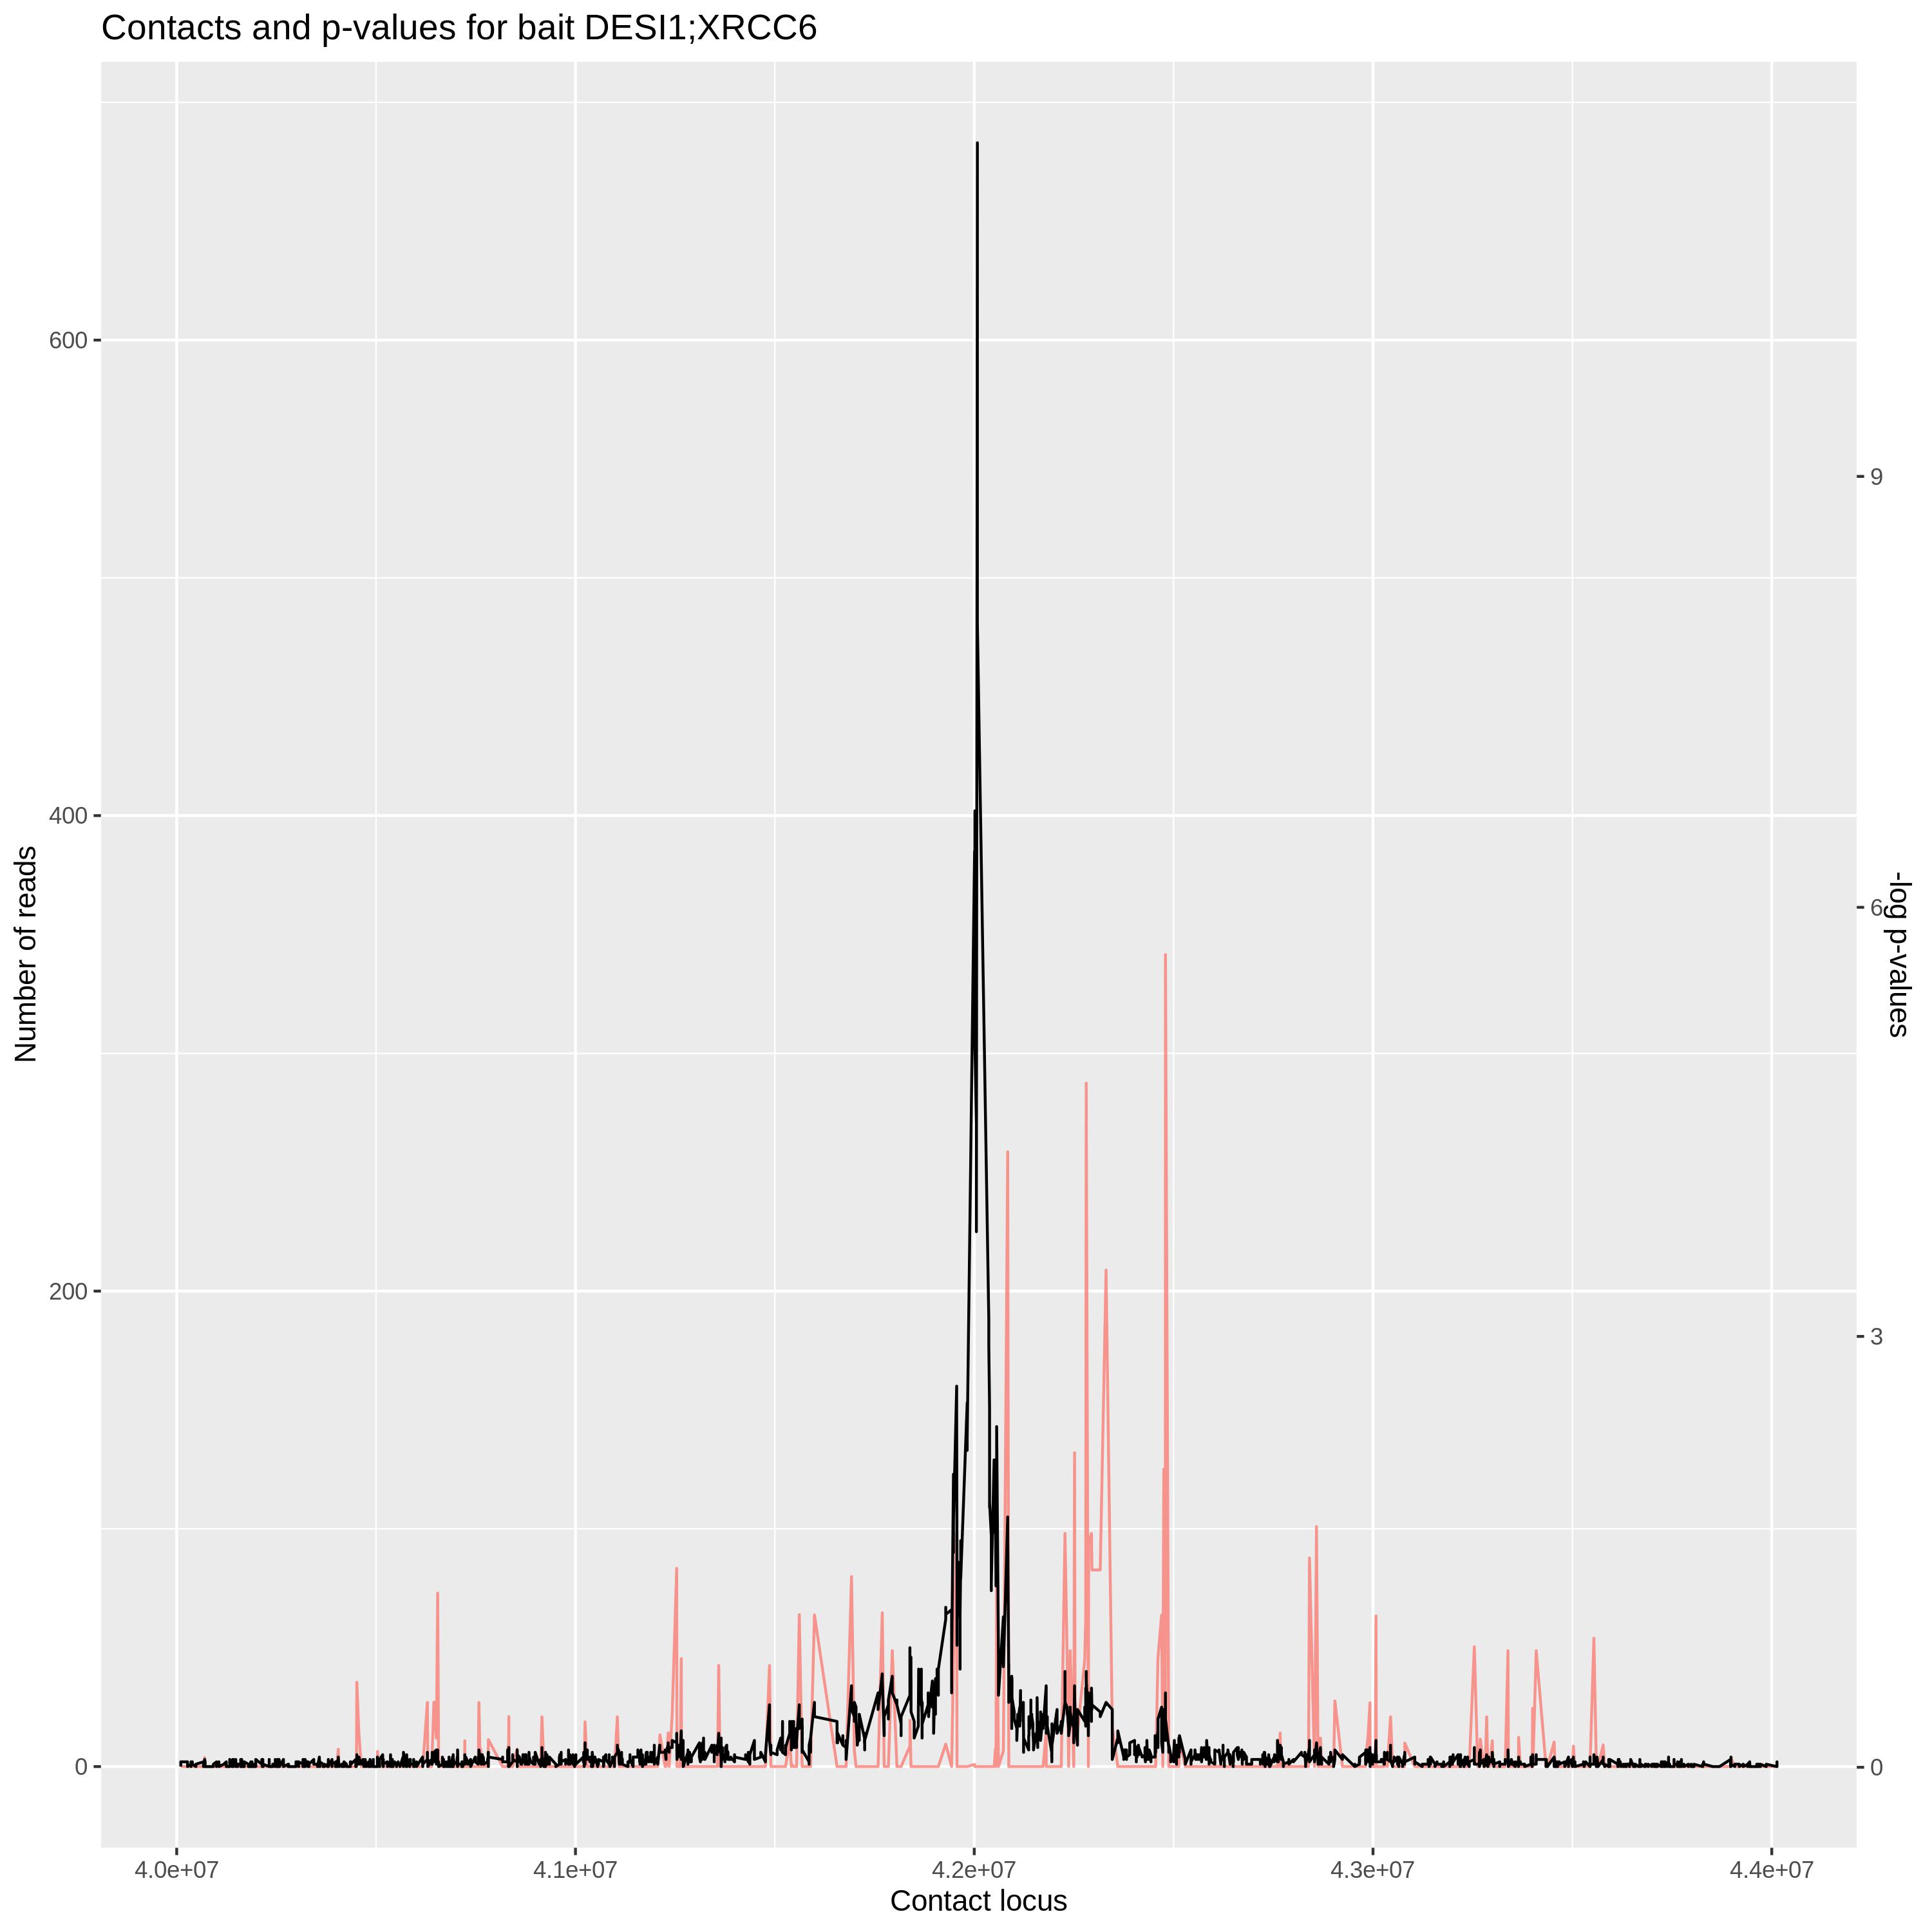 Contacts and p-values for bait DESI1;XRCC6
600
400
200
0
Number of reads
9
6
3
0
-log p-values
4.0e+07 4.1e+07 4.2e+07 4.3e+07 4.4e+07
Contact locus